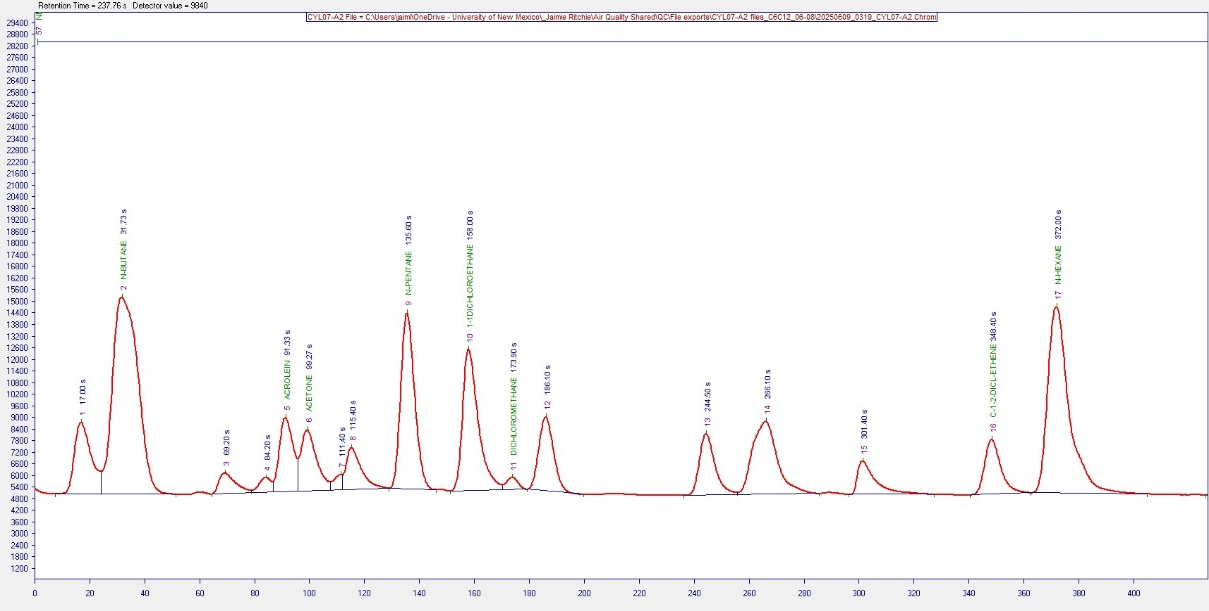 Retention Time = 237.76 s Detector value = 9840
CYL07-A2 File = C:\Users\jaimi\OneDrive - University of New Mexico\_Jaimie Ritchie\Air Quality Shared\QC\File exports\CYL07-A2 files_C6C12_06-08\20250609_0319_CYL07-A2.Chrom
57
29400
28800
28200
27600
27000
26400
25800
25200
24600
24000
23400
22800
22200
21600
21000
20400
19800
19200
18600
18000
17400
16800
16200
15600
15000
14400
13800
13200
12600
12000
11400
10800
10200
9600
9000
8400
7800
7200
6600
6000
5400
4800
4200
3600
3000
2400
1800
1200
1 17.00 s
2 N-BUTANE 31.73 s
3 69.20 s
4 84.20 s
5 ACROLEIN 91.33 s
6 ACETONE 99.27 s
7 111.40 s
8 115.40 s
9 N-PENTANE 135.60 s
10 1-1DICHLOROETHANE 158.00 s
11 DICHLOROMETHANE 173.90 s
12 186.10 s
13 244.50 s
14 266.10 s
15 301.40 s
16 C-1-2-DICL-ETHENE 348.40 s
17 N-HEXANE 372.00 s
0 20 40 60 80 100 120 140 160 180 200 220 240 260 280 300 320 340 360 380 400